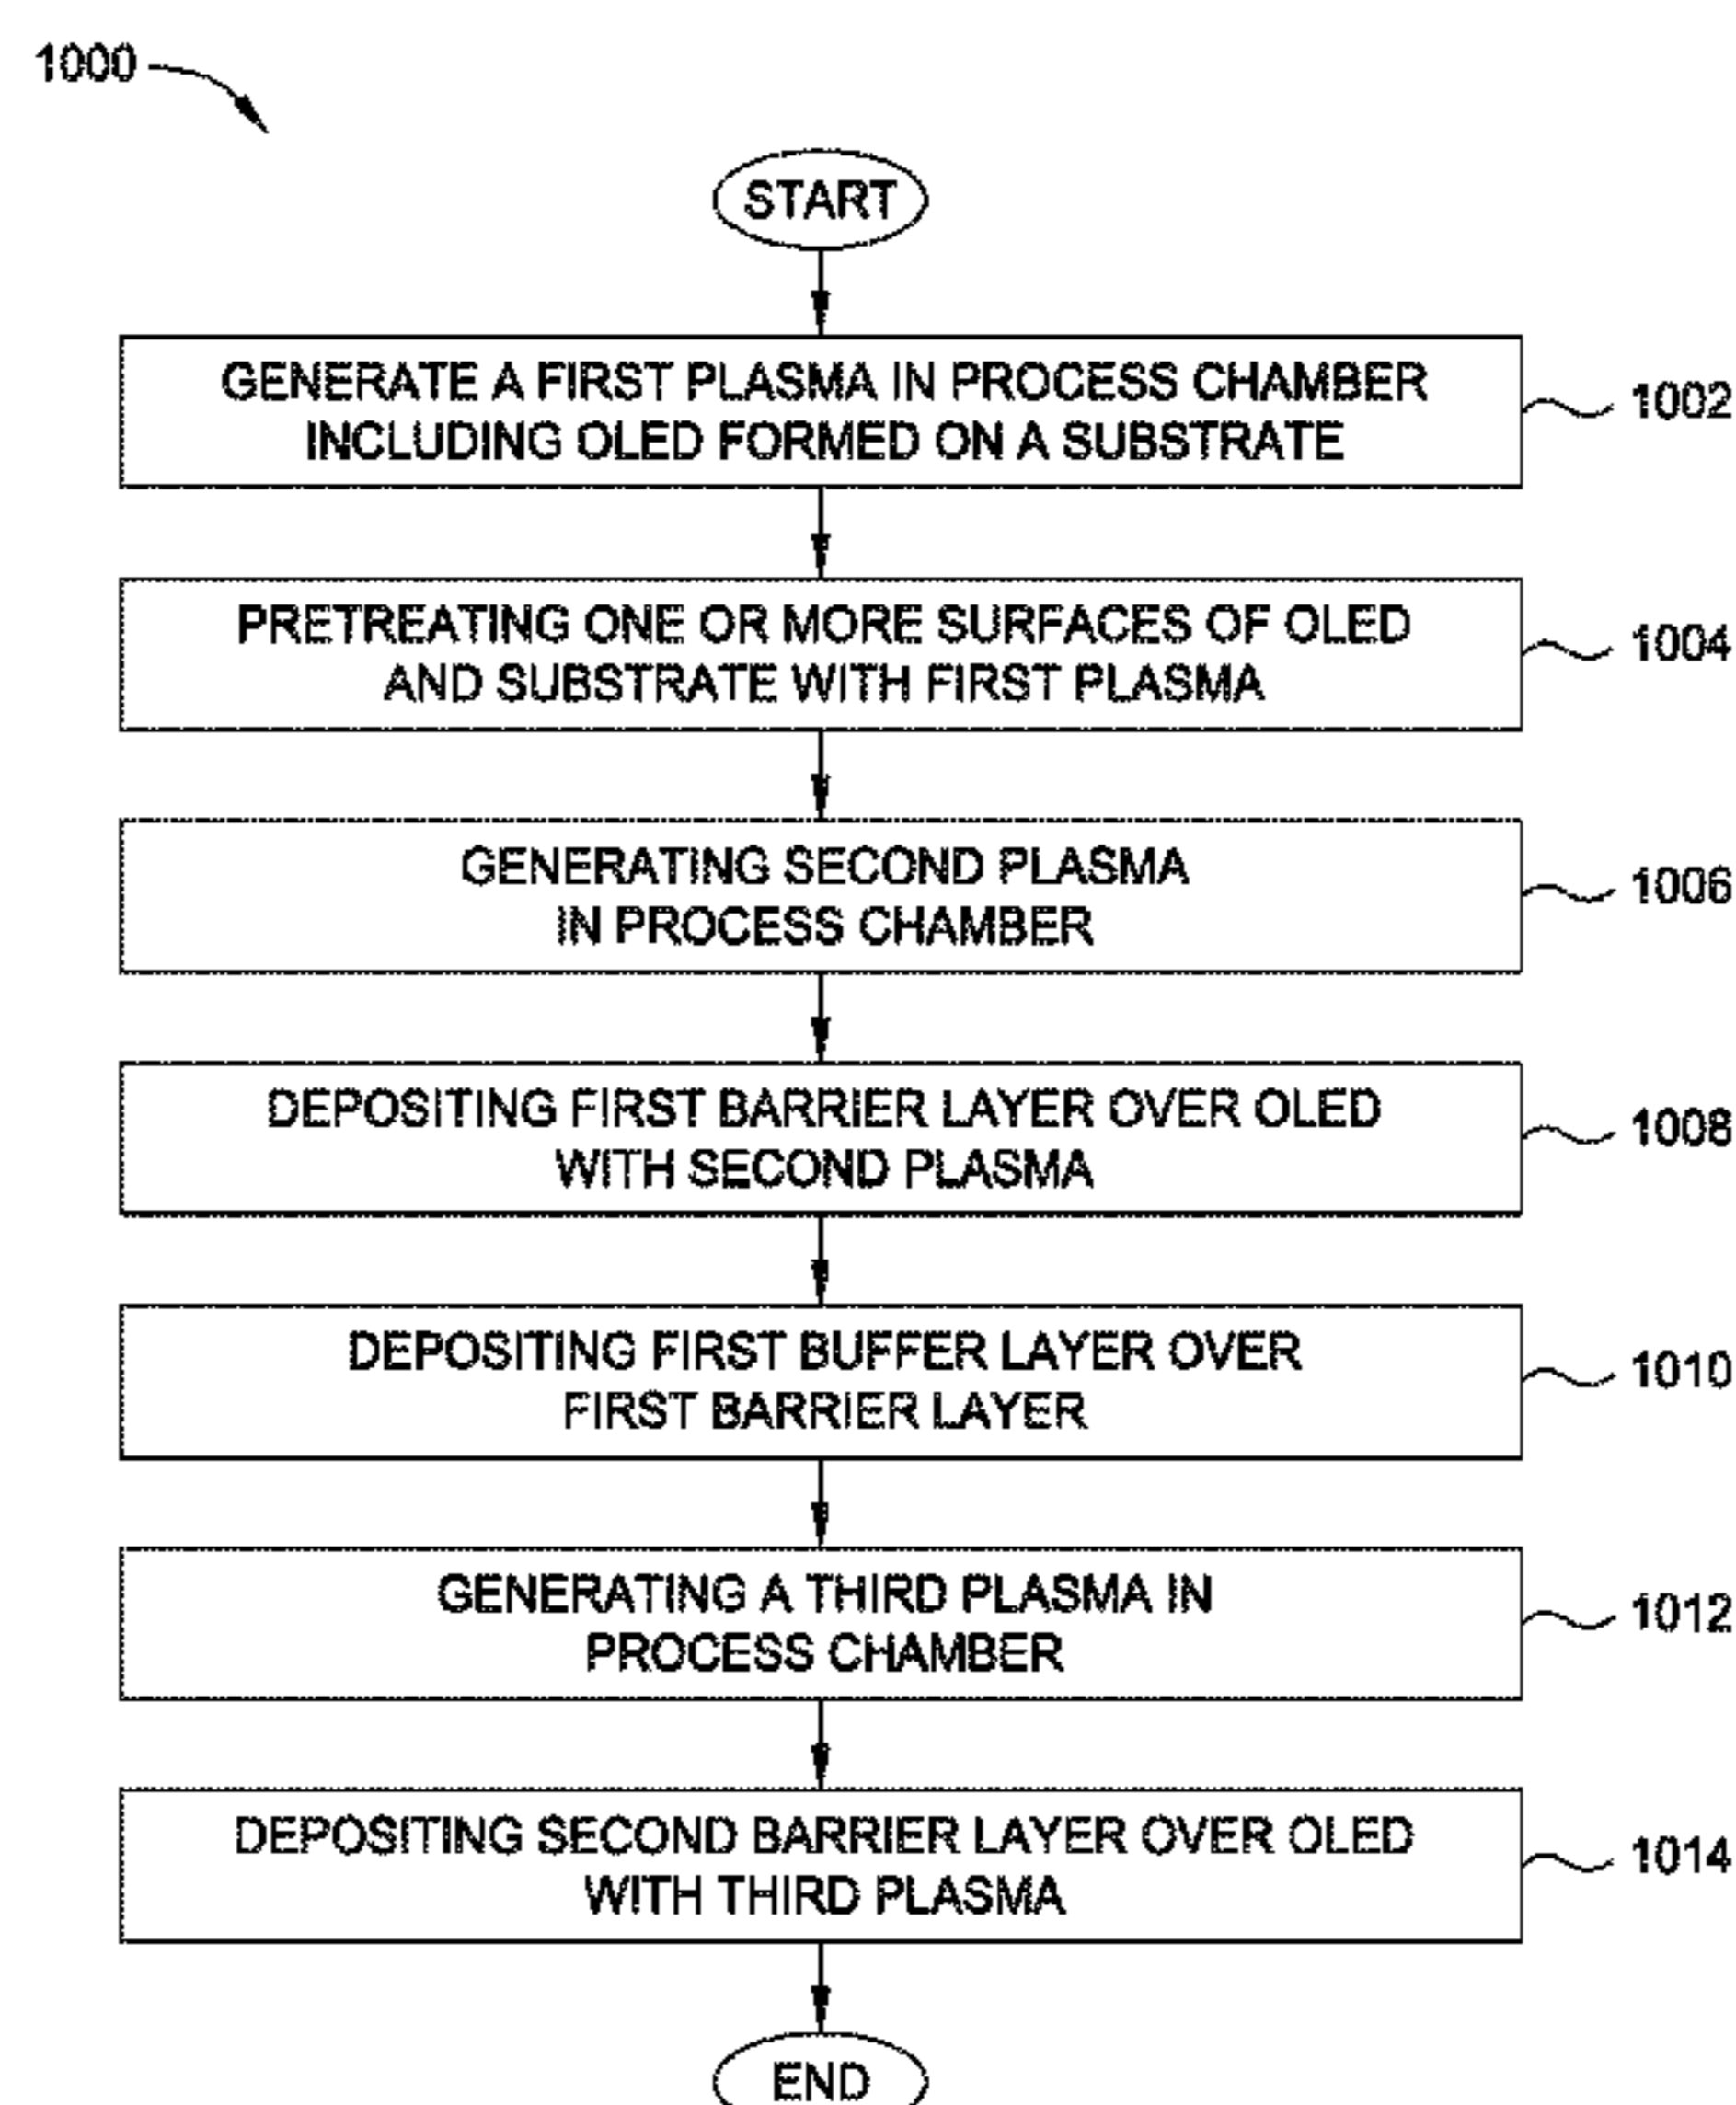 1000
START
GENERATE A FIRST PLASMA IN PROCESS CHAMBER
INCLUDING OLED FORMED ON A SUBSTRATE
1002
PRETREATING ONE OR MORE SURFACES OF OLED
AND SUBSTRATE WITH FIRST PLASMA
1004
GENERATING SECOND PLASMA
IN PROCESS CHAMBER
1006
DEPOSITING FIRST BARRIER LAYER OVER OLED
WITH SECOND PLASMA
1008
DEPOSITING FIRST BUFFER LAYER OVER
FIRST BARRIER LAYER
1010
GENERATING A THIRD PLASMA IN
PROCESS CHAMBER
1012
DEPOSITING SECOND BARRIER LAYER OVER OLED
WITH THIRD PLASMA
1014
END